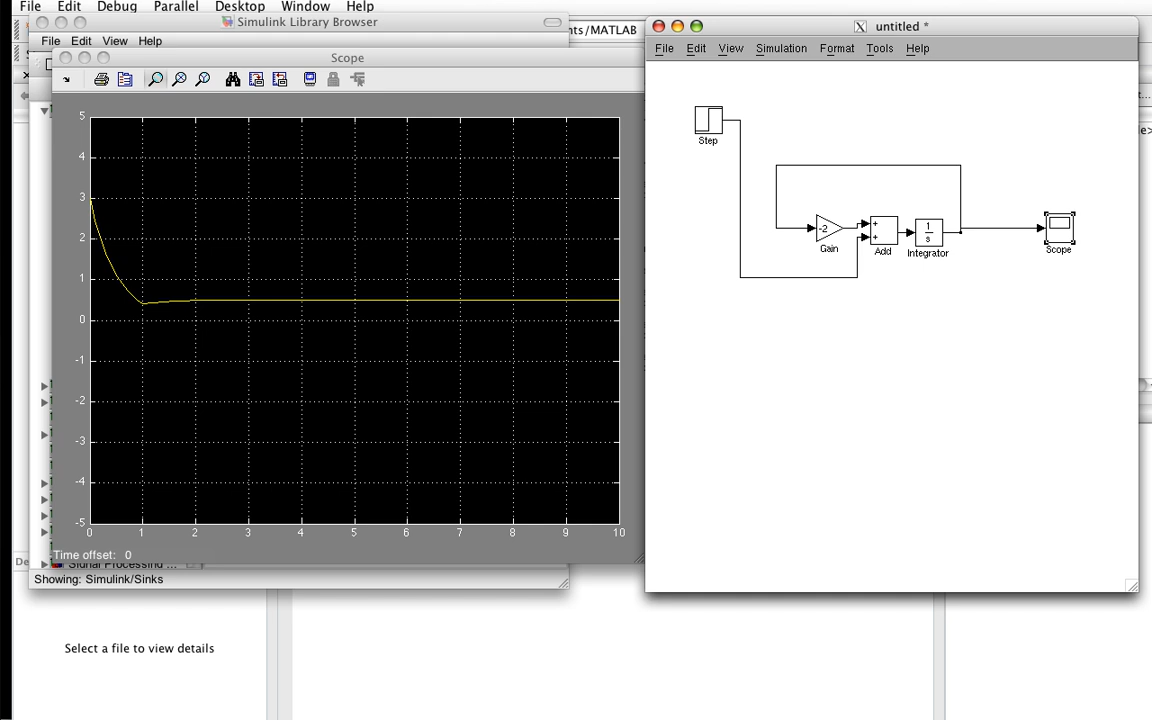 File Edit Debug Parallel Desktop Window Help
Simulink Library Browser
nts/MATLAB
File Edit View Help
Scope
5
4
3
2
1
0
-1
-2
-3
-4
-5
0 1 2 3 4 5 6 7 8 9 10
Time offset: 0
Showing: Simulink/Sinks
Select a file to view details
untitled *
File Edit View Simulation Format Tools Help
Step
-2
Gain
+
+
Add
1
s
Integrator
Scope